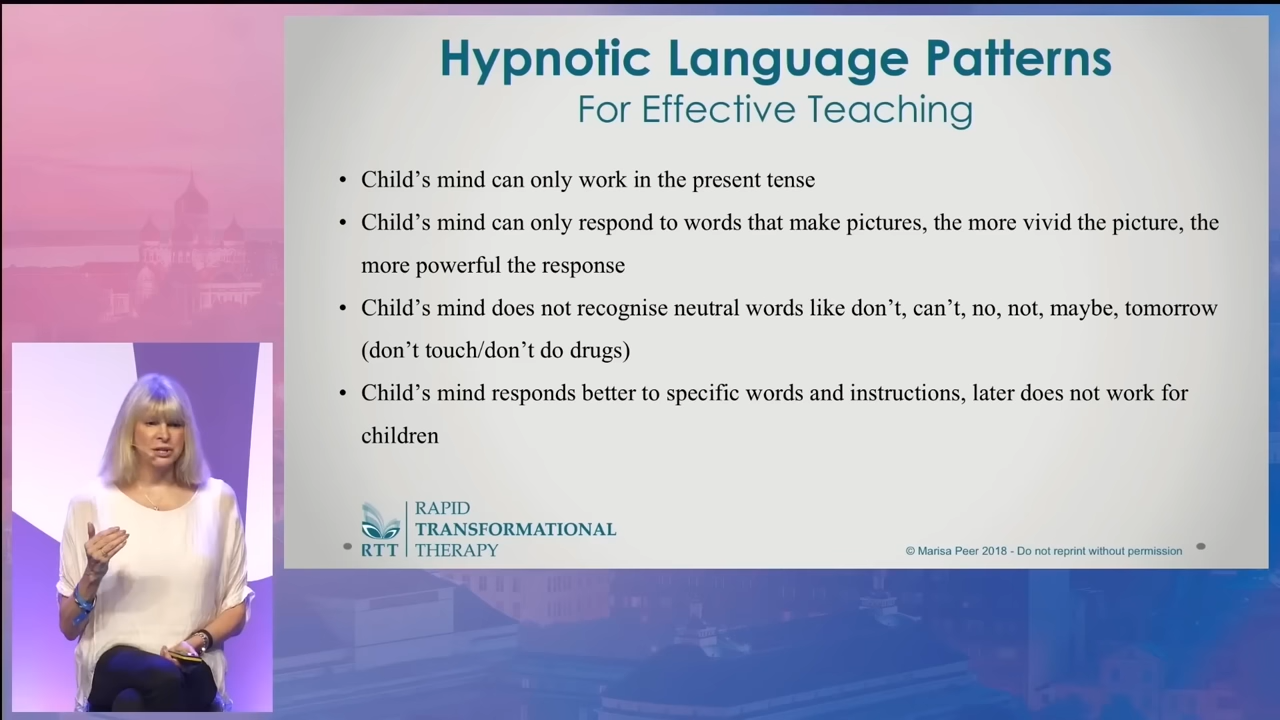 Hypnotic Language Patterns
For Effective Teaching
• Child’s mind can only work in the present tense
• Child’s mind can only respond to words that make pictures, the more vivid the picture, the
more powerful the response
• Child’s mind does not recognise neutral words like don’t, can’t, no, not, maybe, tomorrow
(don’t touch/don’t do drugs)
• Child’s mind responds better to specific words and instructions, later does not work for
children
RTT
RAPID
TRANSFORMATIONAL
THERAPY
© Marisa Peer 2018 - Do not reprint without permission